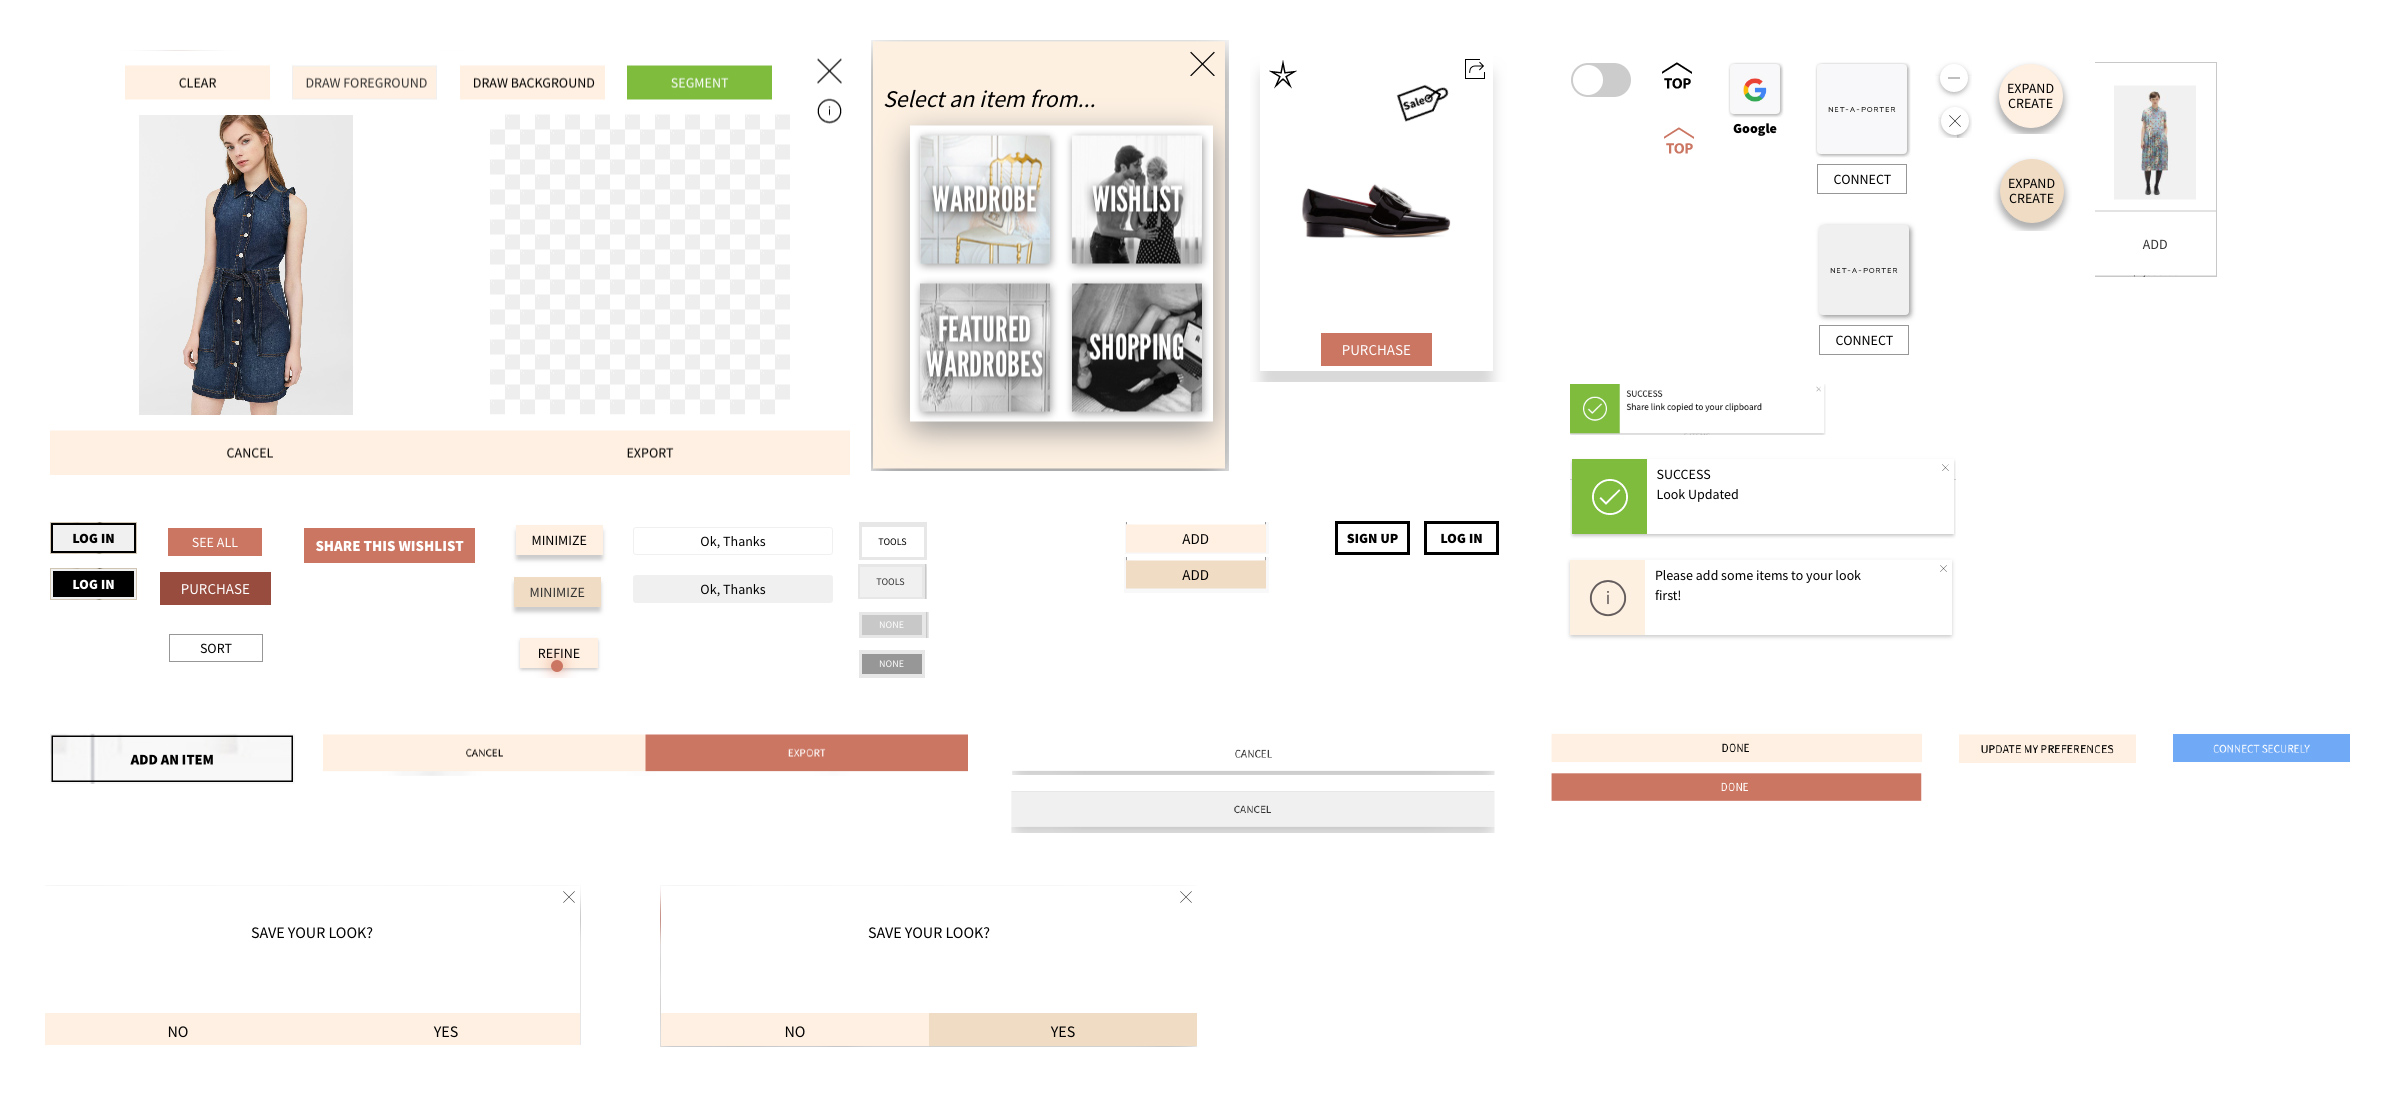 CLEAR
DRAW FOREGROUND
DRAW BACKGROUND
SEGMENT
CANCEL
EXPORT
Select an item from...
WARDROBE
WISHLIST
FEATURED
WARDROBES
SHOPPING
Sale
PURCHASE
TOP
TOP
Google
NET-A-PORTER
CONNECT
NET-A-PORTER
CONNECT
EXPAND
CREATE
EXPAND
CREATE
ADD
SUCCESS
Share link copied to your clipboard
SUCCESS
Look Updated
Please add some items to your look
first!
LOG IN
LOG IN
SEE ALL
PURCHASE
SORT
SHARE THIS WISHLIST
MINIMIZE
MINIMIZE
REFINE
Ok, Thanks
Ok, Thanks
TOOLS
TOOLS
NONE
NONE
ADD
ADD
SIGN UP
LOG IN
ADD AN ITEM
CANCEL
EXPORT
CANCEL
CANCEL
DONE
DONE
UPDATE MY PREFERENCES
CONNECT SECURELY
SAVE YOUR LOOK?
NO
YES
SAVE YOUR LOOK?
NO
YES